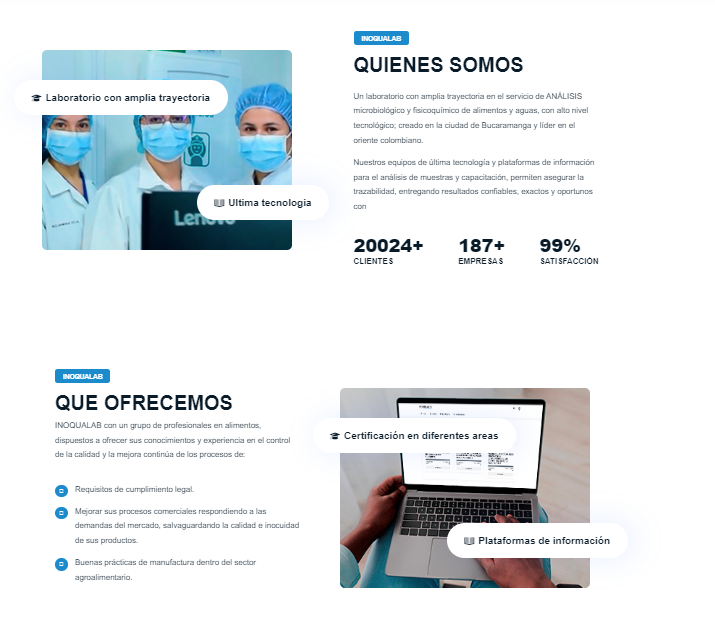 INOQUALAB
QUIENES SOMOS
Laboratorio con amplia trayectoria
Ultima tecnologia
Lenovo
Un laboratorio con amplia trayectoria en el servicio de ANÁLISIS
microbiológico y fisicoquímico de alimentos y aguas, con alto nivel
tecnológico; creado en la ciudad de Bucaramanga y líder en el
oriente colombiano.
Nuestros equipos de última tecnología y plataformas de información
para el análisis de muestras y capacitación, permiten asegurar la
trazabilidad, entregando resultados confiables, exactos y oportunos
con
20024+ 187+ 99%
CLIENTES EMPRESAS SATISFACCIÓN
INOQUALAB
QUE OFRECEMOS
INOQUALAB con un grupo de profesionales en alimentos,
dispuestos a ofrecer sus conocimientos y experiencia en el control
de la calidad y la mejora continúa de los procesos de:
Requisitos de cumplimiento legal.
Mejorar sus procesos comerciales respondiendo a las
demandas del mercado, salvaguardando la calidad e inocuidad
de sus productos.
Buenas prácticas de manufactura dentro del sector
agroalimentario.
Certificación en diferentes areas
Plataformas de información